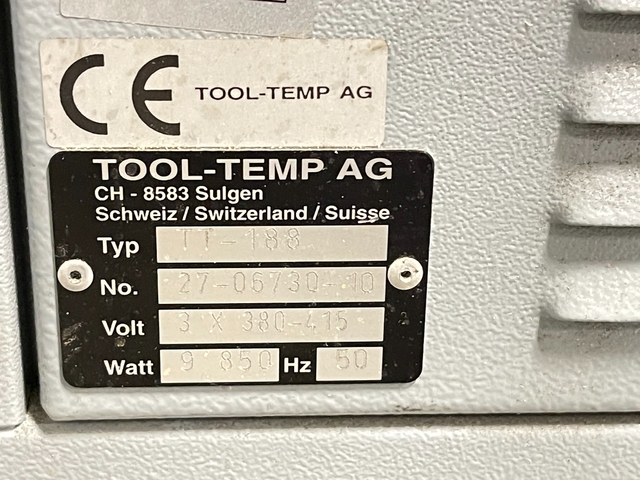 CE TOOL-TEMP AG
TOOL-TEMP AG
CH - 8583 Sulgen
Schweiz / Switzerland / Suisse
Typ TT-188
No. 27-06730-10
Volt 3 X 380-415
Watt 9 850 Hz 50